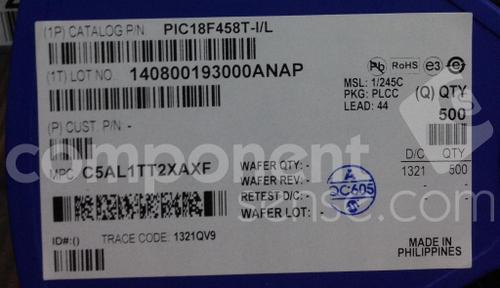 (1P) CATALOG P/N PIC18F458T-I/L
Pb RoHS e3 e
(1T) LOT NO. 140800193000ANAP
MSL: 1/245C
PKG: PLCC
LEAD: 44
(Q) QTY
500
(P) CUST. P/N -
D/C QTY
1321 500
MPC C5AL1TT2XAXF
WAFER QTY: -
WAFER REV.: -
RETEST D/C: -
WAFER LOT: -
A
QC605
ID#:() TRACE CODE: 1321QV9
MADE IN
PHILIPPINES
component
sense.com